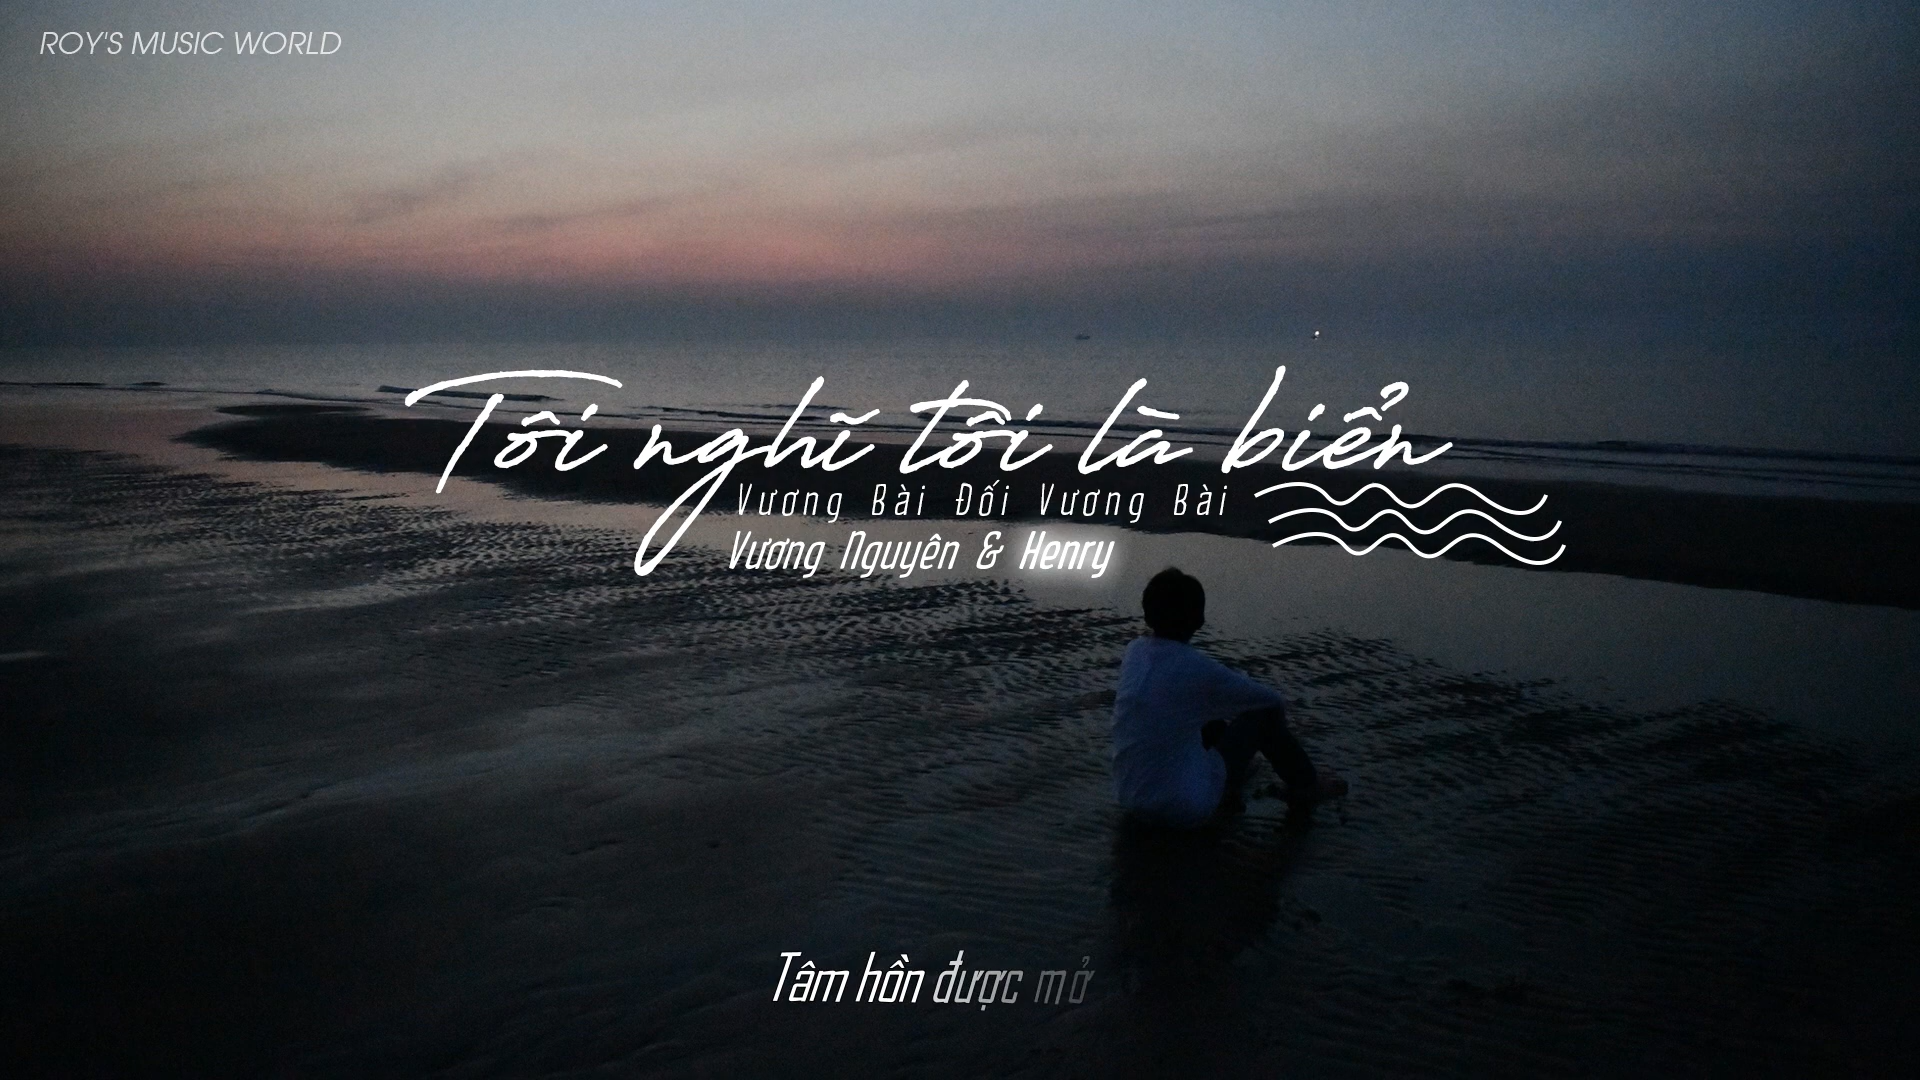 ROY'S MUSIC WORLD
Tôi nghĩ tôi là biển
Vương Bài Đối Vương Bài
Vương Nguyên & Henry
Tâm hồn được mở